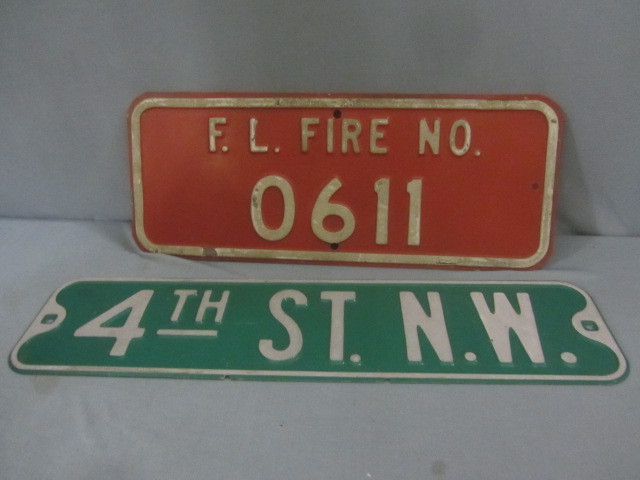 F. L. FIRE NO.
0611
4TH ST. N.W.